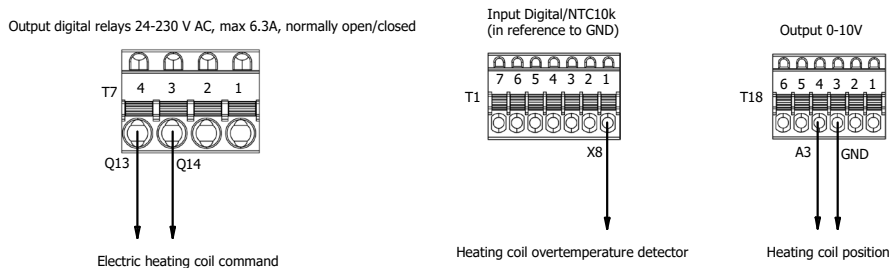 Output digital relays 24-230 V AC, max 6.3A, normally open/closed
T7
4 3 2 1
Q13
Q14
Electric heating coil command
Input Digital/NTC10k
(in reference to GND)
T1
7 6 5 4 3 2 1
X8
Heating coil overtemperature detector
Output 0-10V
T18
6 5 4 3 2 1
A3
GND
Heating coil position